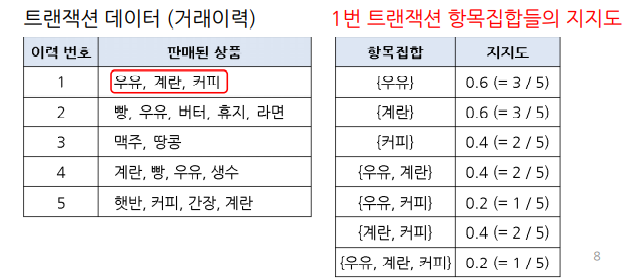 트랜잭션 데이터 (거래이력)
이력 번호 판매된 상품
1 우유, 계란, 커피
2 빵, 우유, 버터, 휴지, 라면
3 맥주, 땅콩
4 계란, 빵, 우유, 생수
5 햇반, 커피, 간장, 계란
1번 트랜잭션 항목집합들의 지지도
항목집합 지지도
{우유} 0.6 (= 3 / 5)
{계란} 0.6 (= 3 / 5)
{커피} 0.4 (= 2 / 5)
{우유, 계란} 0.4 (= 2 / 5)
{우유, 커피} 0.2 (= 1 / 5)
{계란, 커피} 0.4 (= 2 / 5)
{우유, 계란, 커피} 0.2 (= 1 / 5)
8